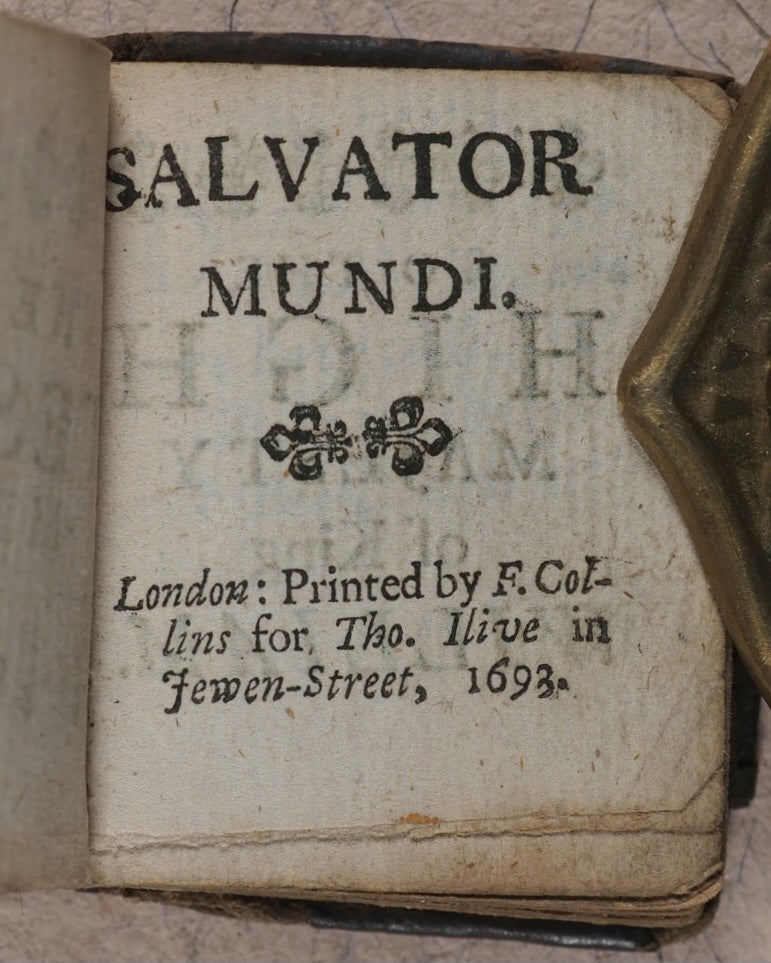 SALVATOR
MUNDI.
London: Printed by F. Col-
lins for Tho. Ilive in
Jewen-Street, 1693.